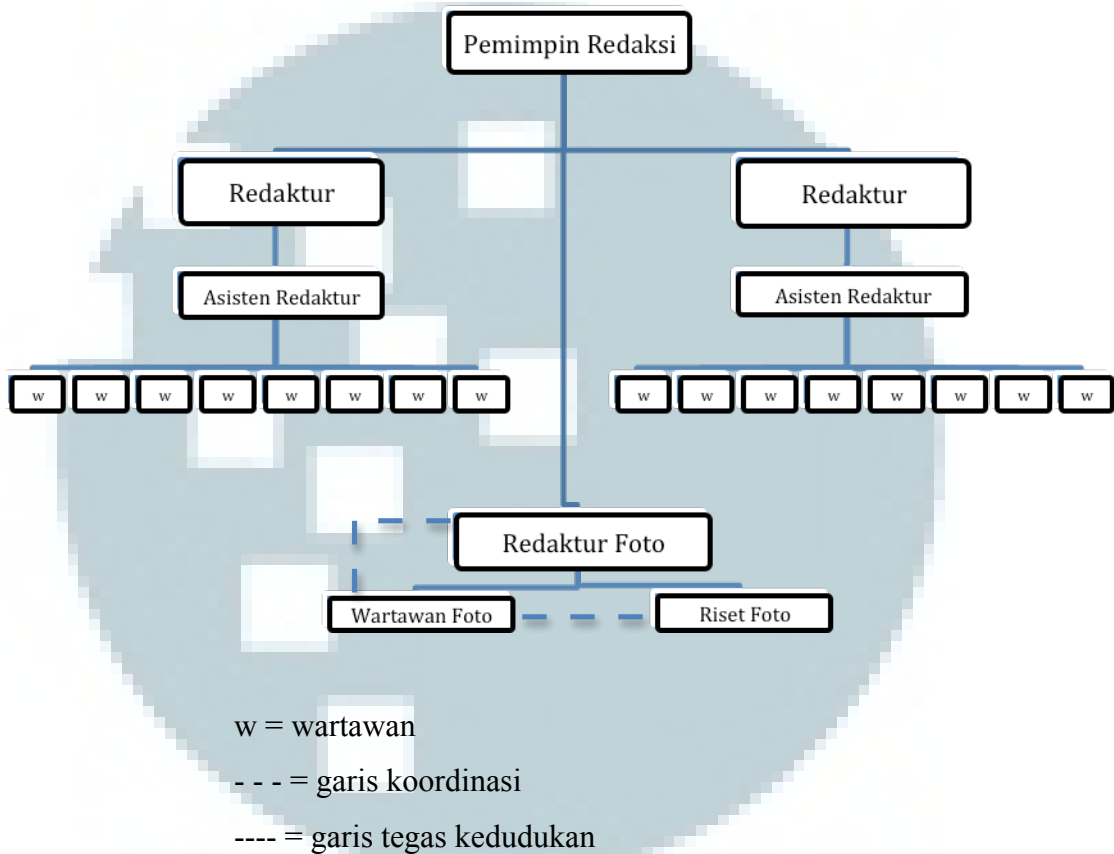 Pemimpin Redaksi
Redaktur Redaktur
Asisten Redaktur Asisten Redaktur
w w w w w w w w w w w w w w w w
Redaktur Foto
Wartawan Foto Riset Foto
w = wartawan
- - - = garis koordinasi
---- = garis tegas kedudukan